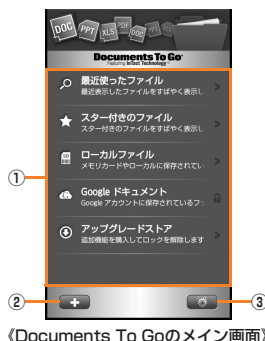 DOC PPT XLS PDF DOC PPT XLS
Documents To Go
Featuring InTact Technology™
最近使ったファイル
最近表示したファイルをすばやく表示し
スター付きのファイル
スター付きのファイルをすばやく表示し
①
SD
ローカルファイル
メモリカードやローカルに保存されてい
Google ドキュメント
Google アカウントに保存されているフ
アップグレードストア
追加機能を購入してロックを解除します
② ③
《Documents To Goのメイン画面》